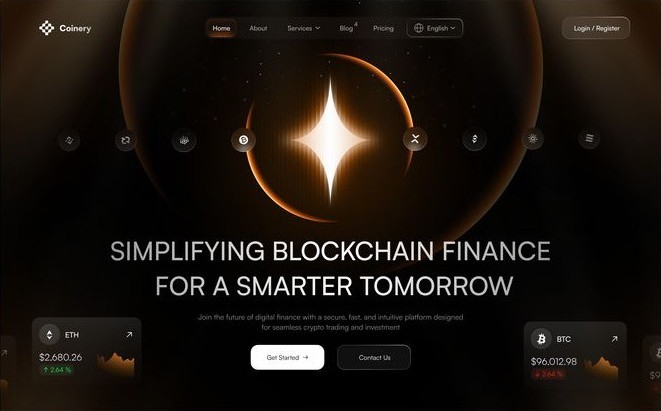 Coinery
Home
About
Services
Blog 4
Pricing
English
Login / Register
SIMPLIFYING BLOCKCHAIN FINANCE
FOR A SMARTER TOMORROW
Join the future of digital finance with a secure, fast, and intuitive platform designed
for seamless crypto trading and investment
Get Started →
Contact Us
ETH
$2,680.26
↑ 2.64 %
BTC
$96,012.98
↓ 2.64 %